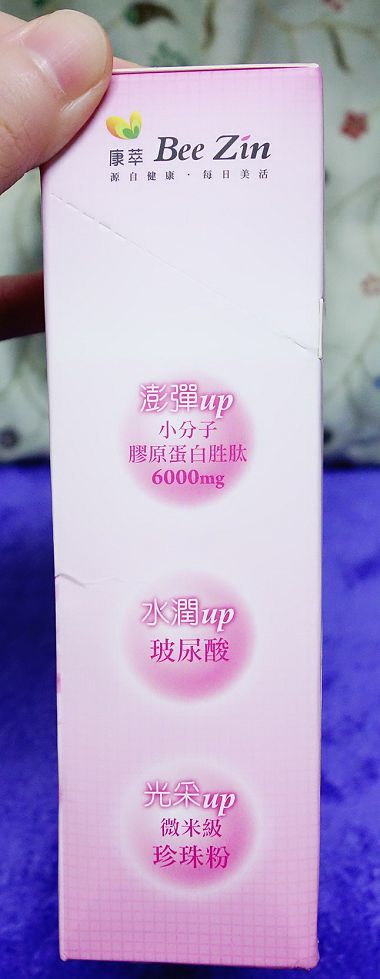 康萃 Bee Zin
源自健康·每日美活
澎彈up
小分子
膠原蛋白胜肽
6000mg
水潤up
玻尿酸
光采up
微米級
珍珠粉